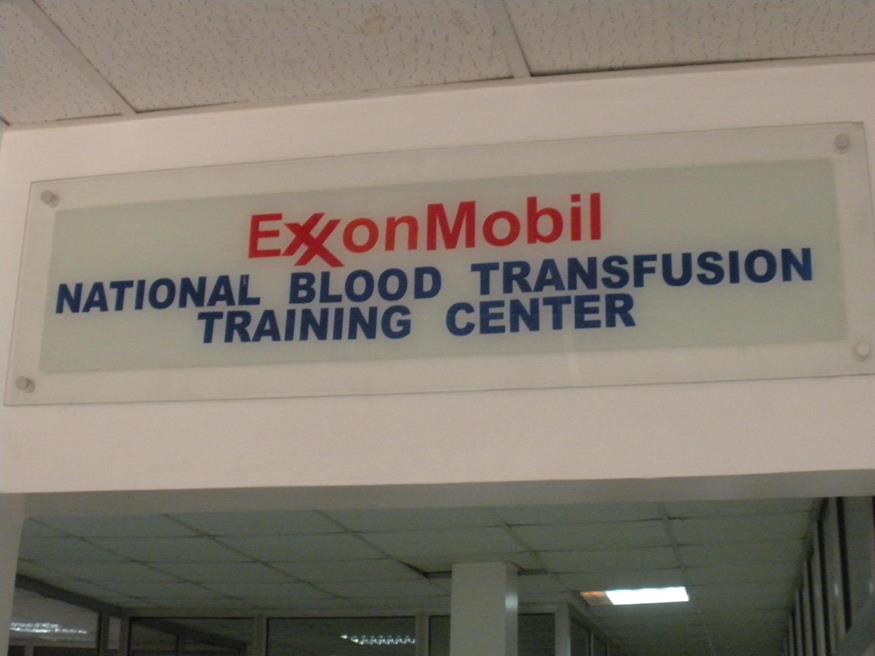 ExxonMobil
NATIONAL BLOOD TRANSFUSION
TRAINING CENTER